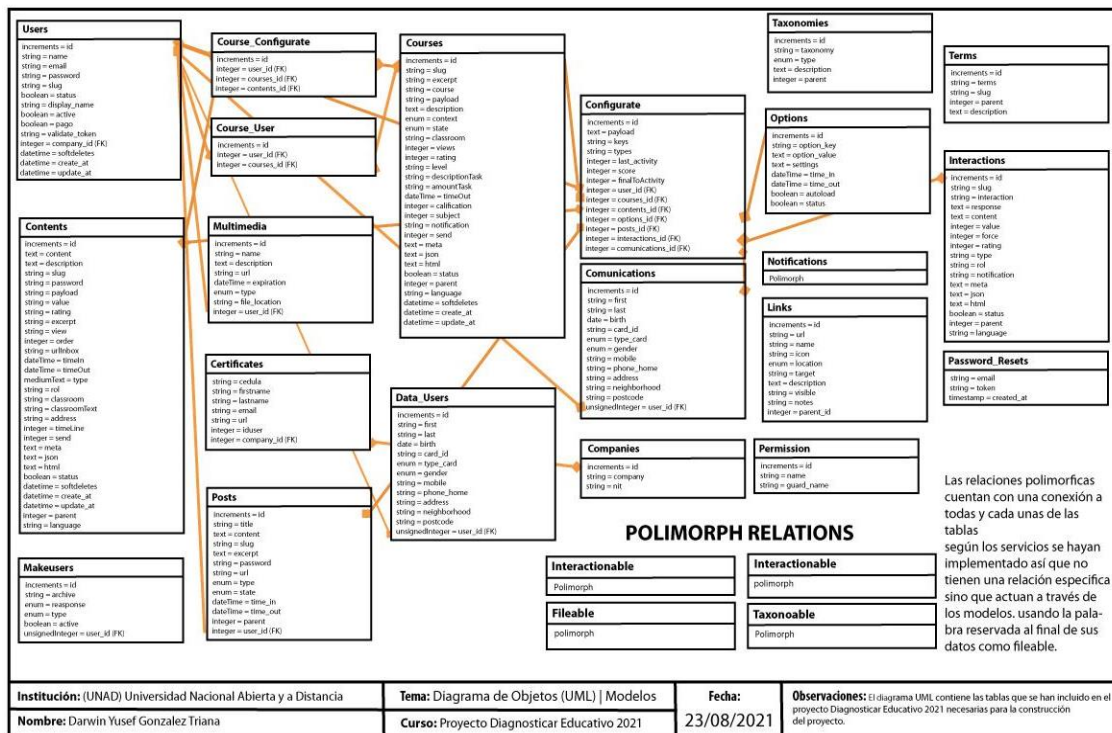 Users
increments = id
string = name
string = email
string = password
string = slug
boolean = status
string = display_name
boolean = active
boolean = pago
string = validate_token
integer = company_id (FK)
datetime = softdeletes
datetime = create_at
datetime = update_at
Contents
increments = id
text = content
text = description
string = slug
string = password
string = payload
string = value
string = rating
string = excerpt
string = view
integer = order
string = urlInbox
dateTime = timeIn
dateTime = timeOut
mediumText = type
string = rol
string = classroom
string = classroomText
string = address
integer = timeLine
integer = send
text = meta
text = json
text = html
boolean = status
datetime = softdeletes
datetime = create_at
datetime = update_at
integer = parent
string = language
Makeusers
increments = id
string = archive
enum = reasponse
enum = type
boolean = active
unsignedInteger = user_id (FK)
Course_Configurate
increments = id
integer = user_id (FK)
integer = courses_id (FK)
integer = contents_id (FK)
Course_User
increments = id
integer = user_id (FK)
integer = courses_id (FK)
Multimedia
increments = id
string = name
text = description
string = url
dateTime = expiration
enum = type
string = file_location
integer = user_id (FK)
Certificates
string = cedula
string = firstname
string = lastname
string = email
string = url
integer = iduser
integer = company_id (FK)
Posts
increments = id
string = title
text = content
string = slug
text = excerpt
string = password
string = url
enum = type
enum = state
dateTime = time_in
dateTime = time_out
integer = parent
integer = user_id (FK)
Courses
increments = id
string = slug
string = excerpt
string = course
string = payload
text = description
enum = context
enum = state
string = classroom
integer = views
integer = rating
string = level
string = descriptionTask
string = amountTask
dateTime = timeOut
integer = calification
integer = subject
string = notification
integer = send
text = meta
text = json
text = html
boolean = status
integer = parent
string = language
datetime = softdeletes
datetime = create_at
datetime = update_at
Data_Users
increments = id
string = first
string = last
date = birth
string = card_id
enum = type_card
enum = gender
string = mobile
string = phone_home
string = address
string = neighborhood
string = postcode
unsignedInteger = user_id (FK)
Configurate
increments = id
text = payload
string = keys
string = types
integer = last_activity
integer = score
integer = finalToActivity
integer = user_id (FK)
integer = courses_id (FK)
integer = contents_id (FK)
integer = options_id (FK)
integer = posts_id (FK)
integer = interactions_id (FK)
integer = comunications_id (FK)
Comunications
increments = id
string = first
string = last
date = birth
string = card_id
enum = type_card
enum = gender
string = mobile
string = phone_home
string = address
string = neighborhood
string = postcode
unsignedInteger = user_id (FK)
Companies
increments = id
string = company
string = nit
Taxonomies
increments = id
string = taxonomy
enum = type
text = description
integer = parent
Options
increments = id
string = option_key
text = option_value
text = settings
dateTime = time_in
dateTime = time_out
boolean = autoload
boolean = status
Notifications
Polimorph
Links
increments = id
string = url
string = name
string = icon
enum = location
string = target
text = description
string = visible
string = notes
integer = parent_id
Permission
increments = id
string = name
string = guard_name
Terms
increments = id
string = terms
string = slug
integer = parent
text = description
Interactions
increments = id
string = slug
string = interaction
text = response
text = content
integer = value
integer = force
integer = rating
string = type
string = rol
string = notification
text = meta
text = json
text = html
boolean = status
integer = parent
string = language
Password_Resets
string = email
string = token
timestamp = created_at
POLIMORPH RELATIONS
Interactionable
Polimorph
Interactionable
polimorph
Fileable
polimorph
Taxonoable
Polimorph
Las relaciones polimorficas
cuentan con una conexión a
todas y cada unas de las
tablas
según los servicios se hayan
implementado así que no
tienen una relación especifica
sino que actuan a través de
los modelos. usando la pala-
bra reservada al final de sus
datos como fileable.
Institución: (UNAD) Universidad Nacional Abierta y a Distancia
Nombre: Darwin Yusef Gonzalez Triana
Tema: Diagrama de Objetos (UML) | Modelos
Curso: Proyecto Diagnosticar Educativo 2021
Fecha:
23/08/2021
Observaciones: El diagrama UML contiene las tablas que se han incluido en el
proyecto Diagnosticar Educativo 2021 necesarias para la construcción
del proyecto.